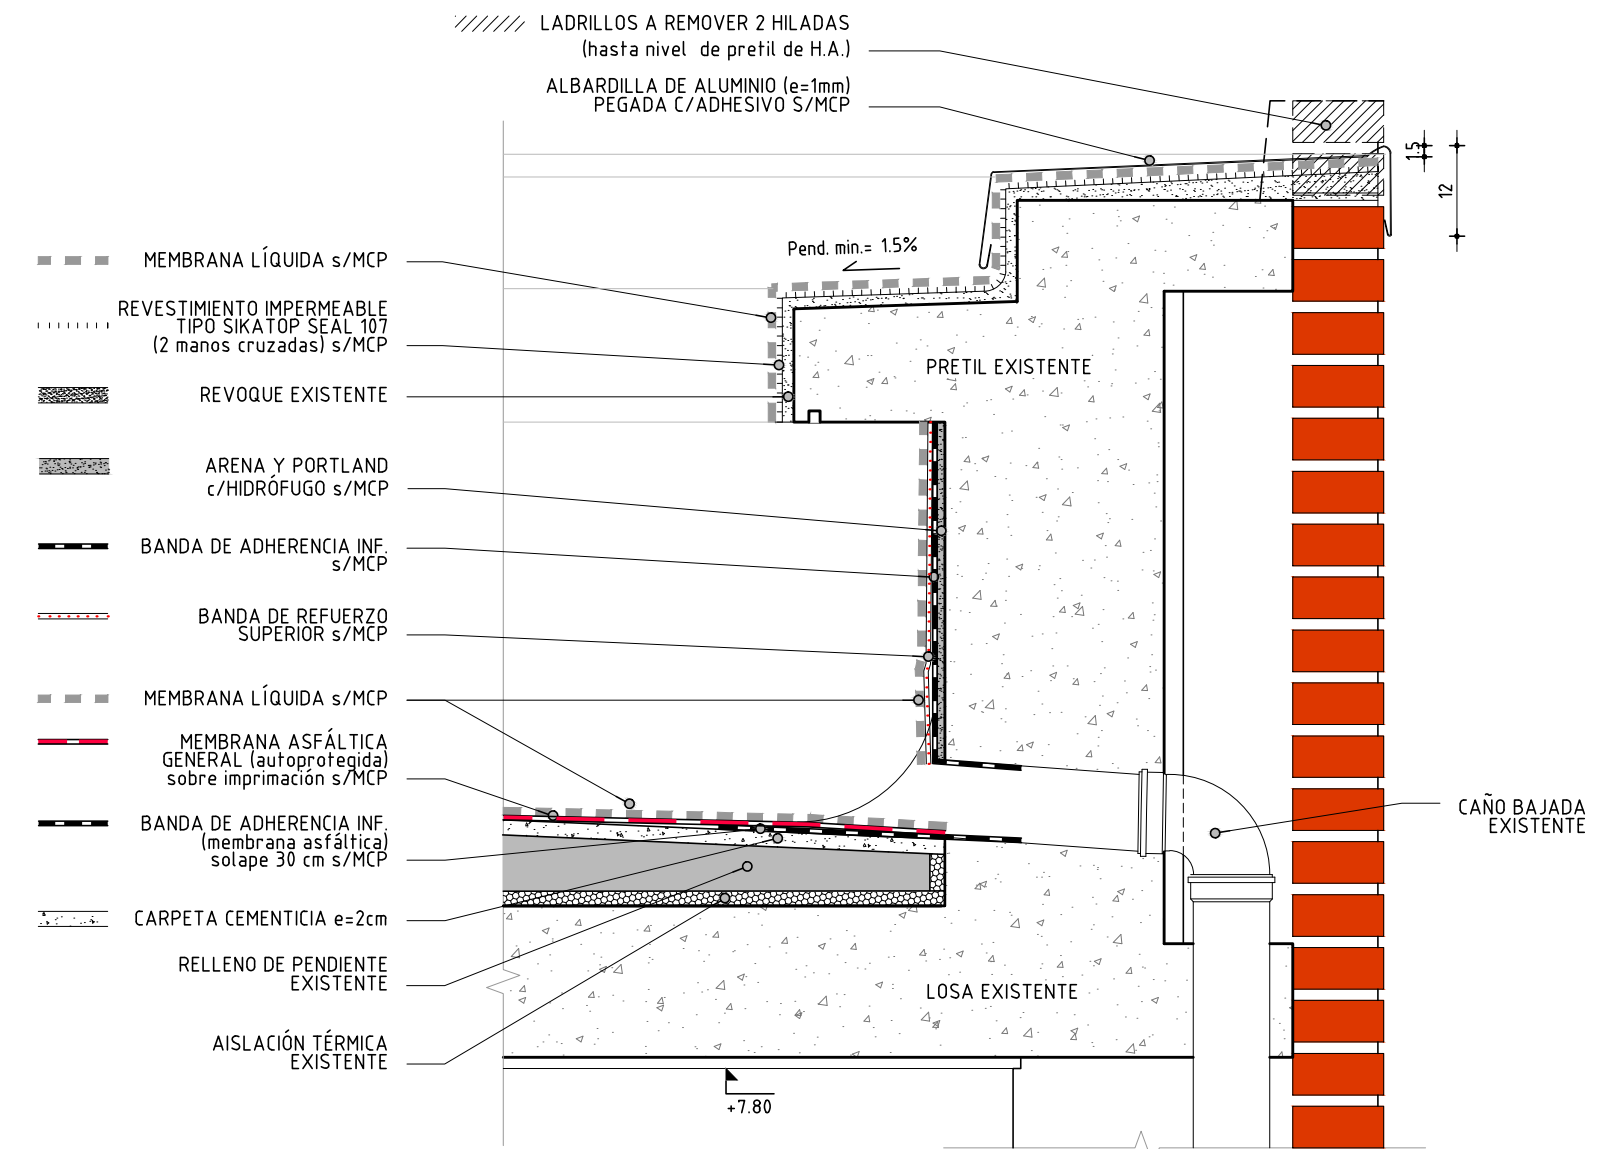 LADRILLOS A REMOVER 2 HILADAS
(hasta nivel de pretil de H.A.)
ALBARDILLA DE ALUMINIO (e=1mm)
PEGADA C/ADHESIVO S/MCP
1.5
12
Pend. min.= 1.5%
MEMBRANA LÍQUIDA s/MCP
REVESTIMIENTO IMPERMEABLE
TIPO SIKATOP SEAL 107
(2 manos cruzadas) s/MCP
PRETIL EXISTENTE
REVOQUE EXISTENTE
ARENA Y PORTLAND
c/HIDRÓFUGO s/MCP
BANDA DE ADHERENCIA INF.
s/MCP
BANDA DE REFUERZO
SUPERIOR s/MCP
MEMBRANA LÍQUIDA s/MCP
MEMBRANA ASFÁLTICA
GENERAL (autoprotegida)
sobre imprimación s/MCP
CAÑO BAJADA
EXISTENTE
BANDA DE ADHERENCIA INF.
(membrana asfáltica)
solape 30 cm s/MCP
CARPETA CEMENTICIA e=2cm
RELLENO DE PENDIENTE
EXISTENTE
LOSA EXISTENTE
AISLACIÓN TÉRMICA
EXISTENTE
+7.80